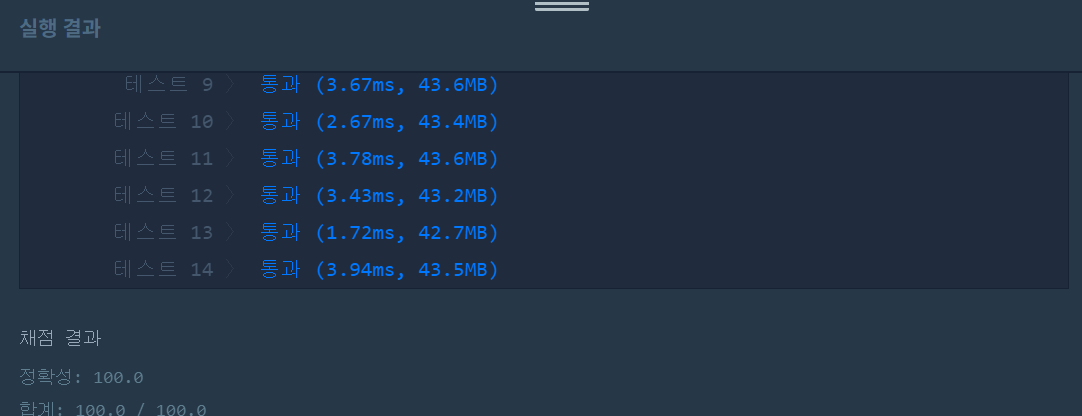 실행 결과
테스트 9 〉 통과 (3.67ms, 43.6MB)
테스트 10 〉 통과 (2.67ms, 43.4MB)
테스트 11 〉 통과 (3.78ms, 43.6MB)
테스트 12 〉 통과 (3.43ms, 43.2MB)
테스트 13 〉 통과 (1.72ms, 42.7MB)
테스트 14 〉 통과 (3.94ms, 43.5MB)
채점 결과
정확성: 100.0
합계: 100.0 / 100.0